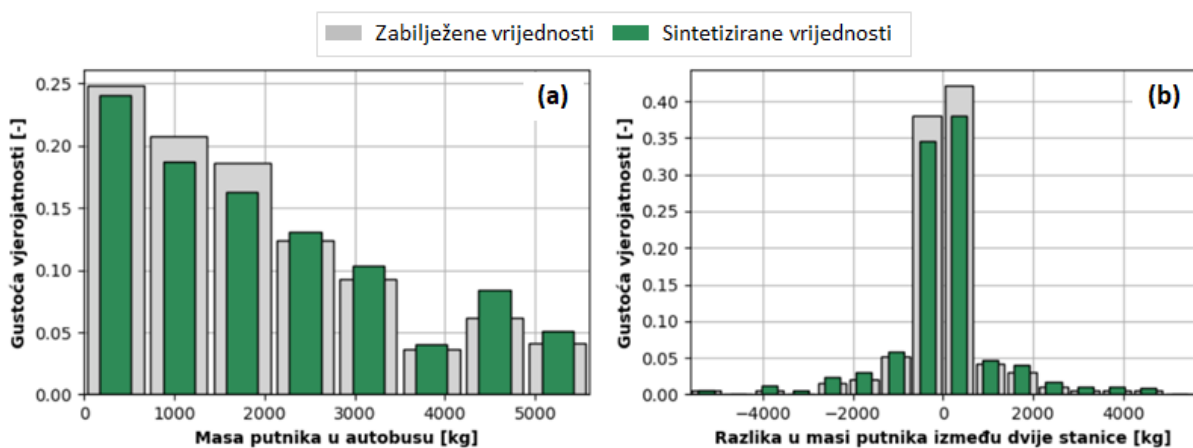 Zabilježene vrijednosti Sintetizirane vrijednosti
(a)
Gustoća vjerojatnosti [-]
0.25
0.20
0.15
0.10
0.05
0.00
0 1000 2000 3000 4000 5000
Masa putnika u autobusu [kg]
(b)
Gustoća vjerojatnosti [-]
0.40
0.35
0.30
0.25
0.20
0.15
0.10
0.05
0.00
−4000 −2000 0 2000 4000
Razlika u masi putnika između dvije stanice [kg]